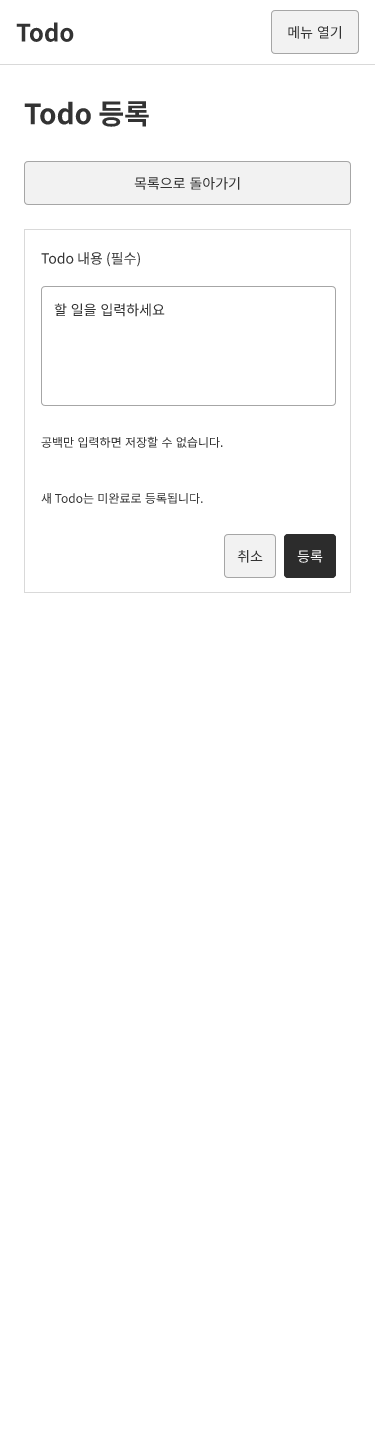 Todo
메뉴 열기
Todo 등록
목록으로 돌아가기
Todo 내용 (필수)
할 일을 입력하세요
공백만 입력하면 저장할 수 없습니다.
새 Todo는 미완료로 등록됩니다.
취소
등록